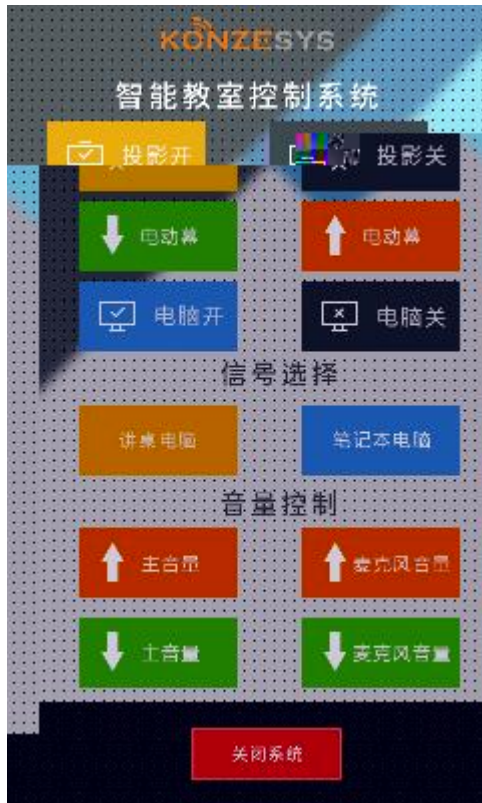 KONZESYS
智能教室控制系统
投影开 投影关
电动幕 电动幕
电脑开 电脑关
信号选择
讲桌电脑 笔记本电脑
音量控制
主音量 麦克风音量
主音量 麦克风音量
关闭系统